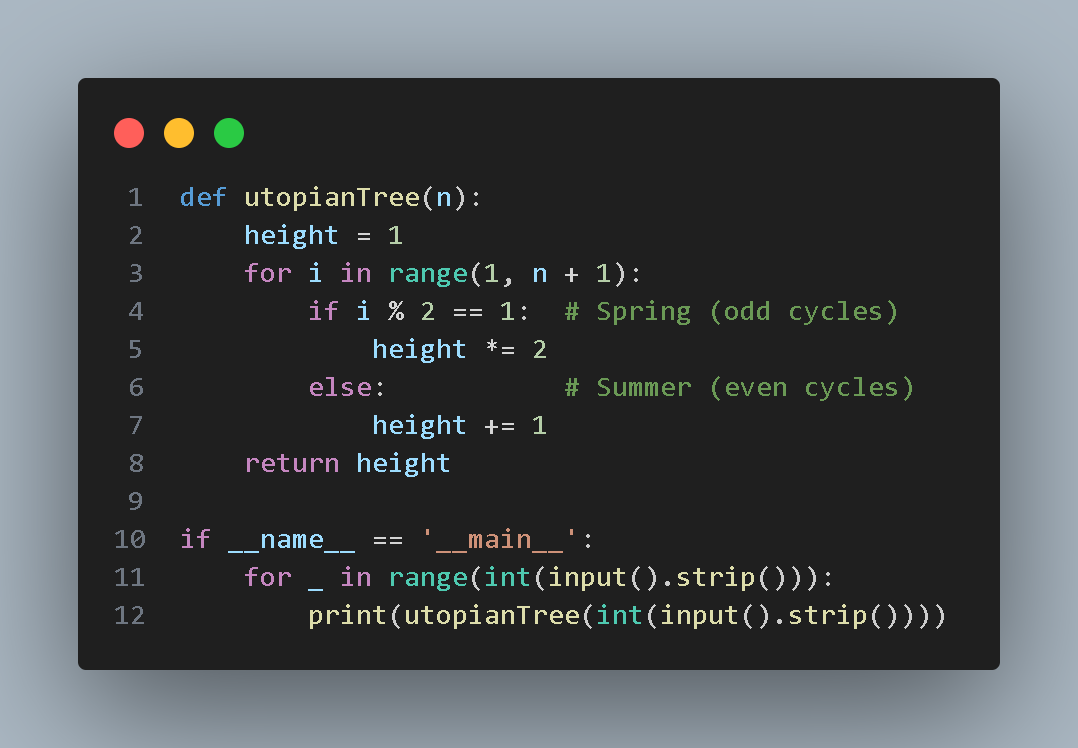 1 def utopianTree(n):
2     height = 1
3     for i in range(1, n + 1):
4         if i % 2 == 1:  # Spring (odd cycles)
5             height *= 2
6         else:           # Summer (even cycles)
7             height += 1
8     return height
9
10 if __name__ == '__main__':
11     for _ in range(int(input().strip())):
12         print(utopianTree(int(input().strip())))